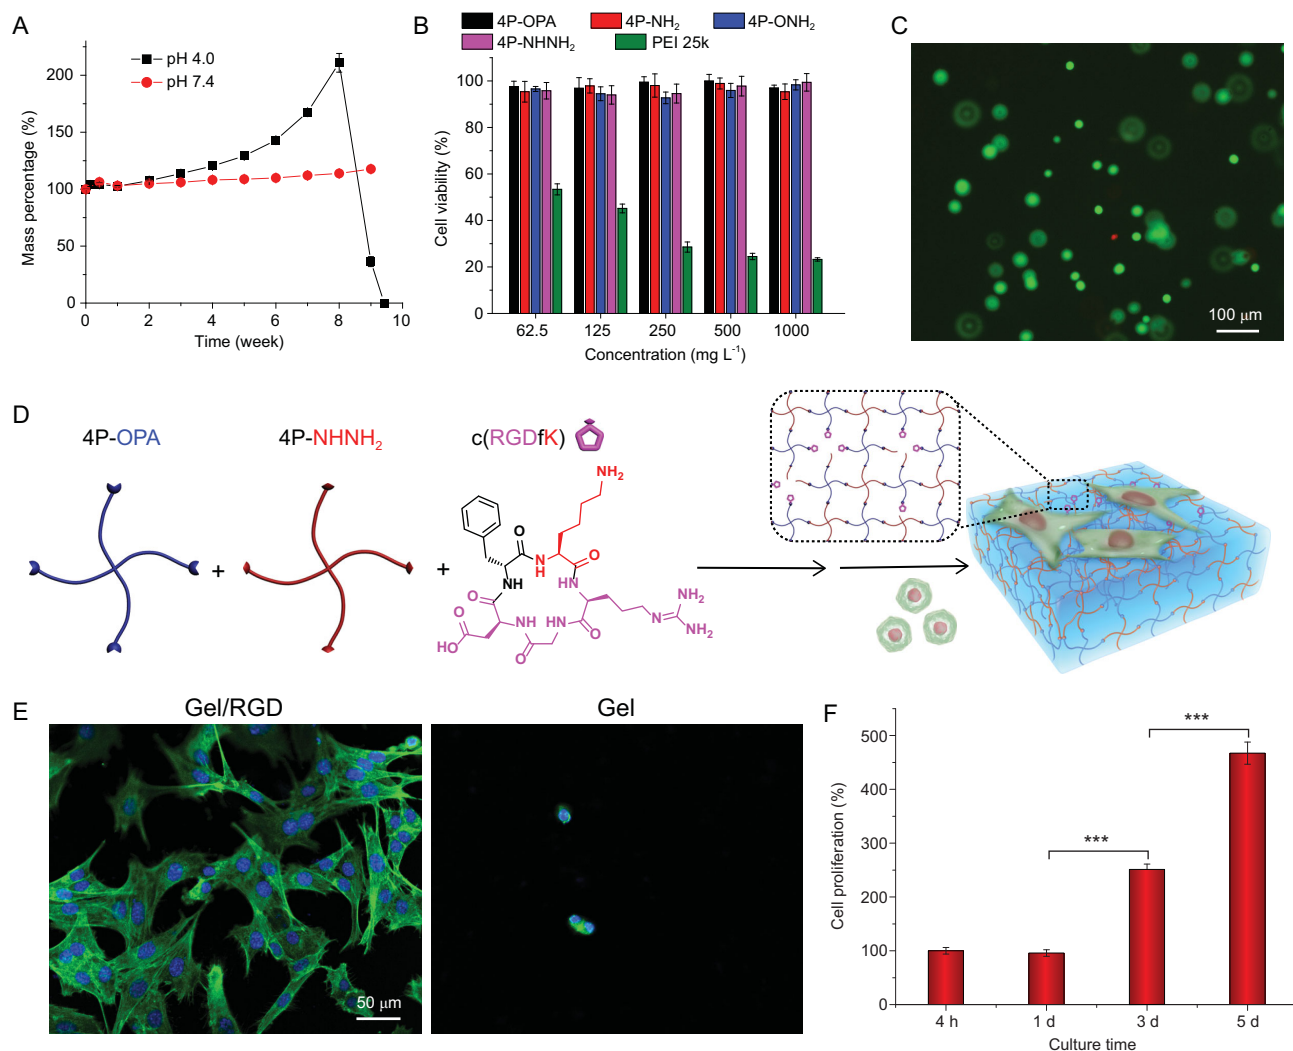 A
Mass percentage (%)
200
150
100
50
0
pH 4.0
pH 7.4
0 2 4 6 8 10
Time (week)
B
4P-OPA 4P-NH₂ 4P-ONH₂
4P-NHNH₂ PEI 25k
Cell viability (%)
100
80
60
40
20
0
62.5 125 250 500 1000
Concentration (mg L⁻¹)
C
100 μm
D
4P-OPA
4P-NHNH₂
c(RGDfK)
+
+
NH₂
O
HN
O
NH
NH
O
O
NH
HN
O
HO
O
O
N
NH₂
NH₂
E
Gel/RGD
Gel
50 μm
F
Cell proliferation (%)
500
400
300
200
100
0
***
***
4 h 1 d 3 d 5 d
Culture time